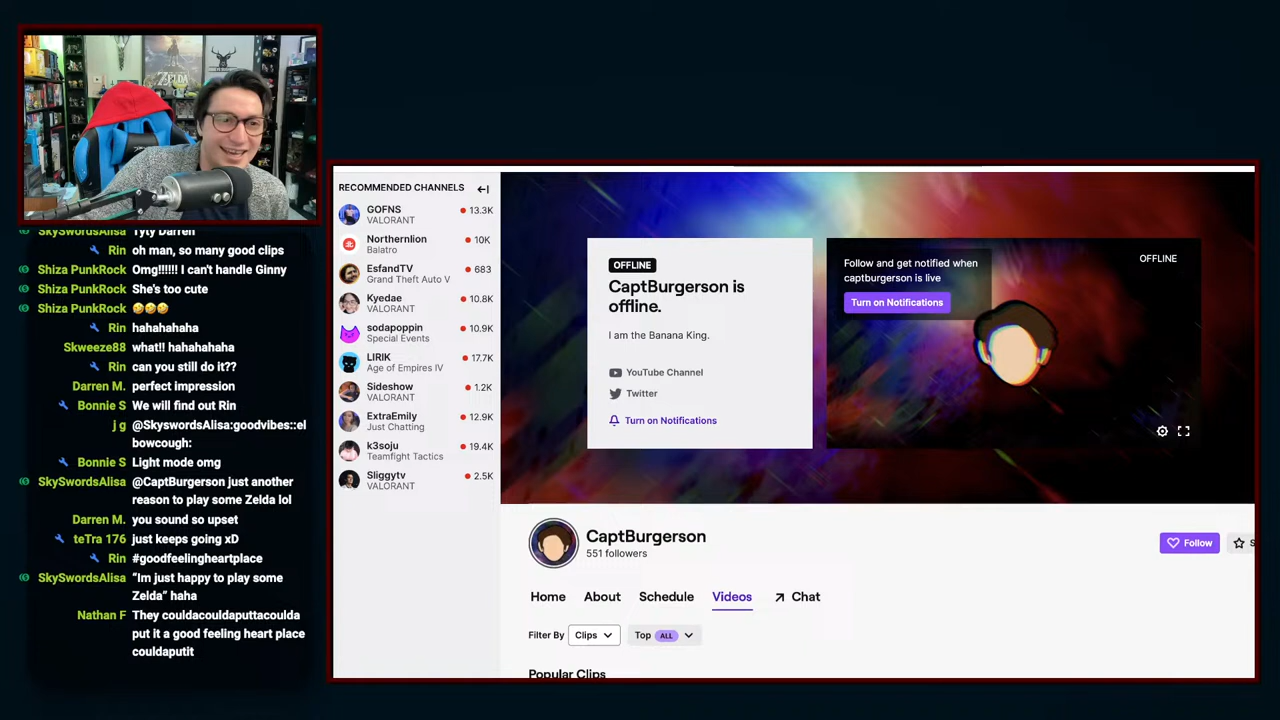 ZELDA
SkySwordsAlisa Tyty Darren
Rin oh man, so many good clips
Shiza PunkRock Omg!!!!!! I can't handle Ginny
Shiza PunkRock She's too cute
Shiza PunkRock 🤣🤣🤣
Rin hahahahaha
Skweeze88 what!! hahahahaha
Rin can you still do it??
Darren M. perfect impression
Bonnie S We will find out Rin
j g @SkyswordsAlisa:goodvibes::el
bowcough:
Bonnie S Light mode omg
SkySwordsAlisa @CaptBurgerson just another
reason to play some Zelda lol
Darren M. you sound so upset
teTra 176 just keeps going xD
Rin #goodfeelingheartplace
SkySwordsAlisa “Im just happy to play some
Zelda” haha
Nathan F They couldacouldaputtacoulda
put it a good feeling heart place
couldaputit
RECOMMENDED CHANNELS
GOFNS 13.3K
VALORANT
Northernlion 10K
Balatro
EsfandTV 683
Grand Theft Auto V
Kyedae 10.8K
VALORANT
sodapoppin 10.9K
Special Events
LIRIK 17.7K
Age of Empires IV
Sideshow 1.2K
VALORANT
ExtraEmily 12.9K
Just Chatting
k3soju 19.4K
Teamfight Tactics
Sliggytv 2.5K
VALORANT
OFFLINE
CaptBurgerson is
offline.
I am the Banana King.
YouTube Channel
Twitter
Turn on Notifications
Follow and get notified when
captburgerson is live
Turn on Notifications
OFFLINE
CaptBurgerson
551 followers
Follow
S
Home About Schedule Videos Chat
Filter By Clips Top ALL
Popular Clips